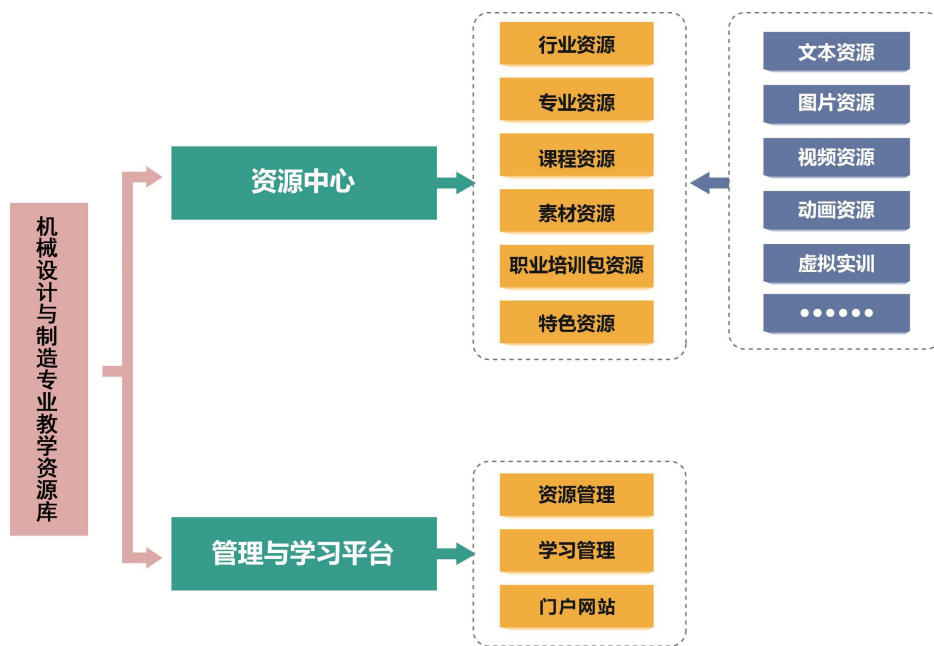 机械设计与制造专业教学资源库
资源中心
行业资源
专业资源
课程资源
素材资源
职业培训包资源
特色资源
文本资源
图片资源
视频资源
动画资源
虚拟实训
●●●●●●
管理与学习平台
资源管理
学习管理
门户网站